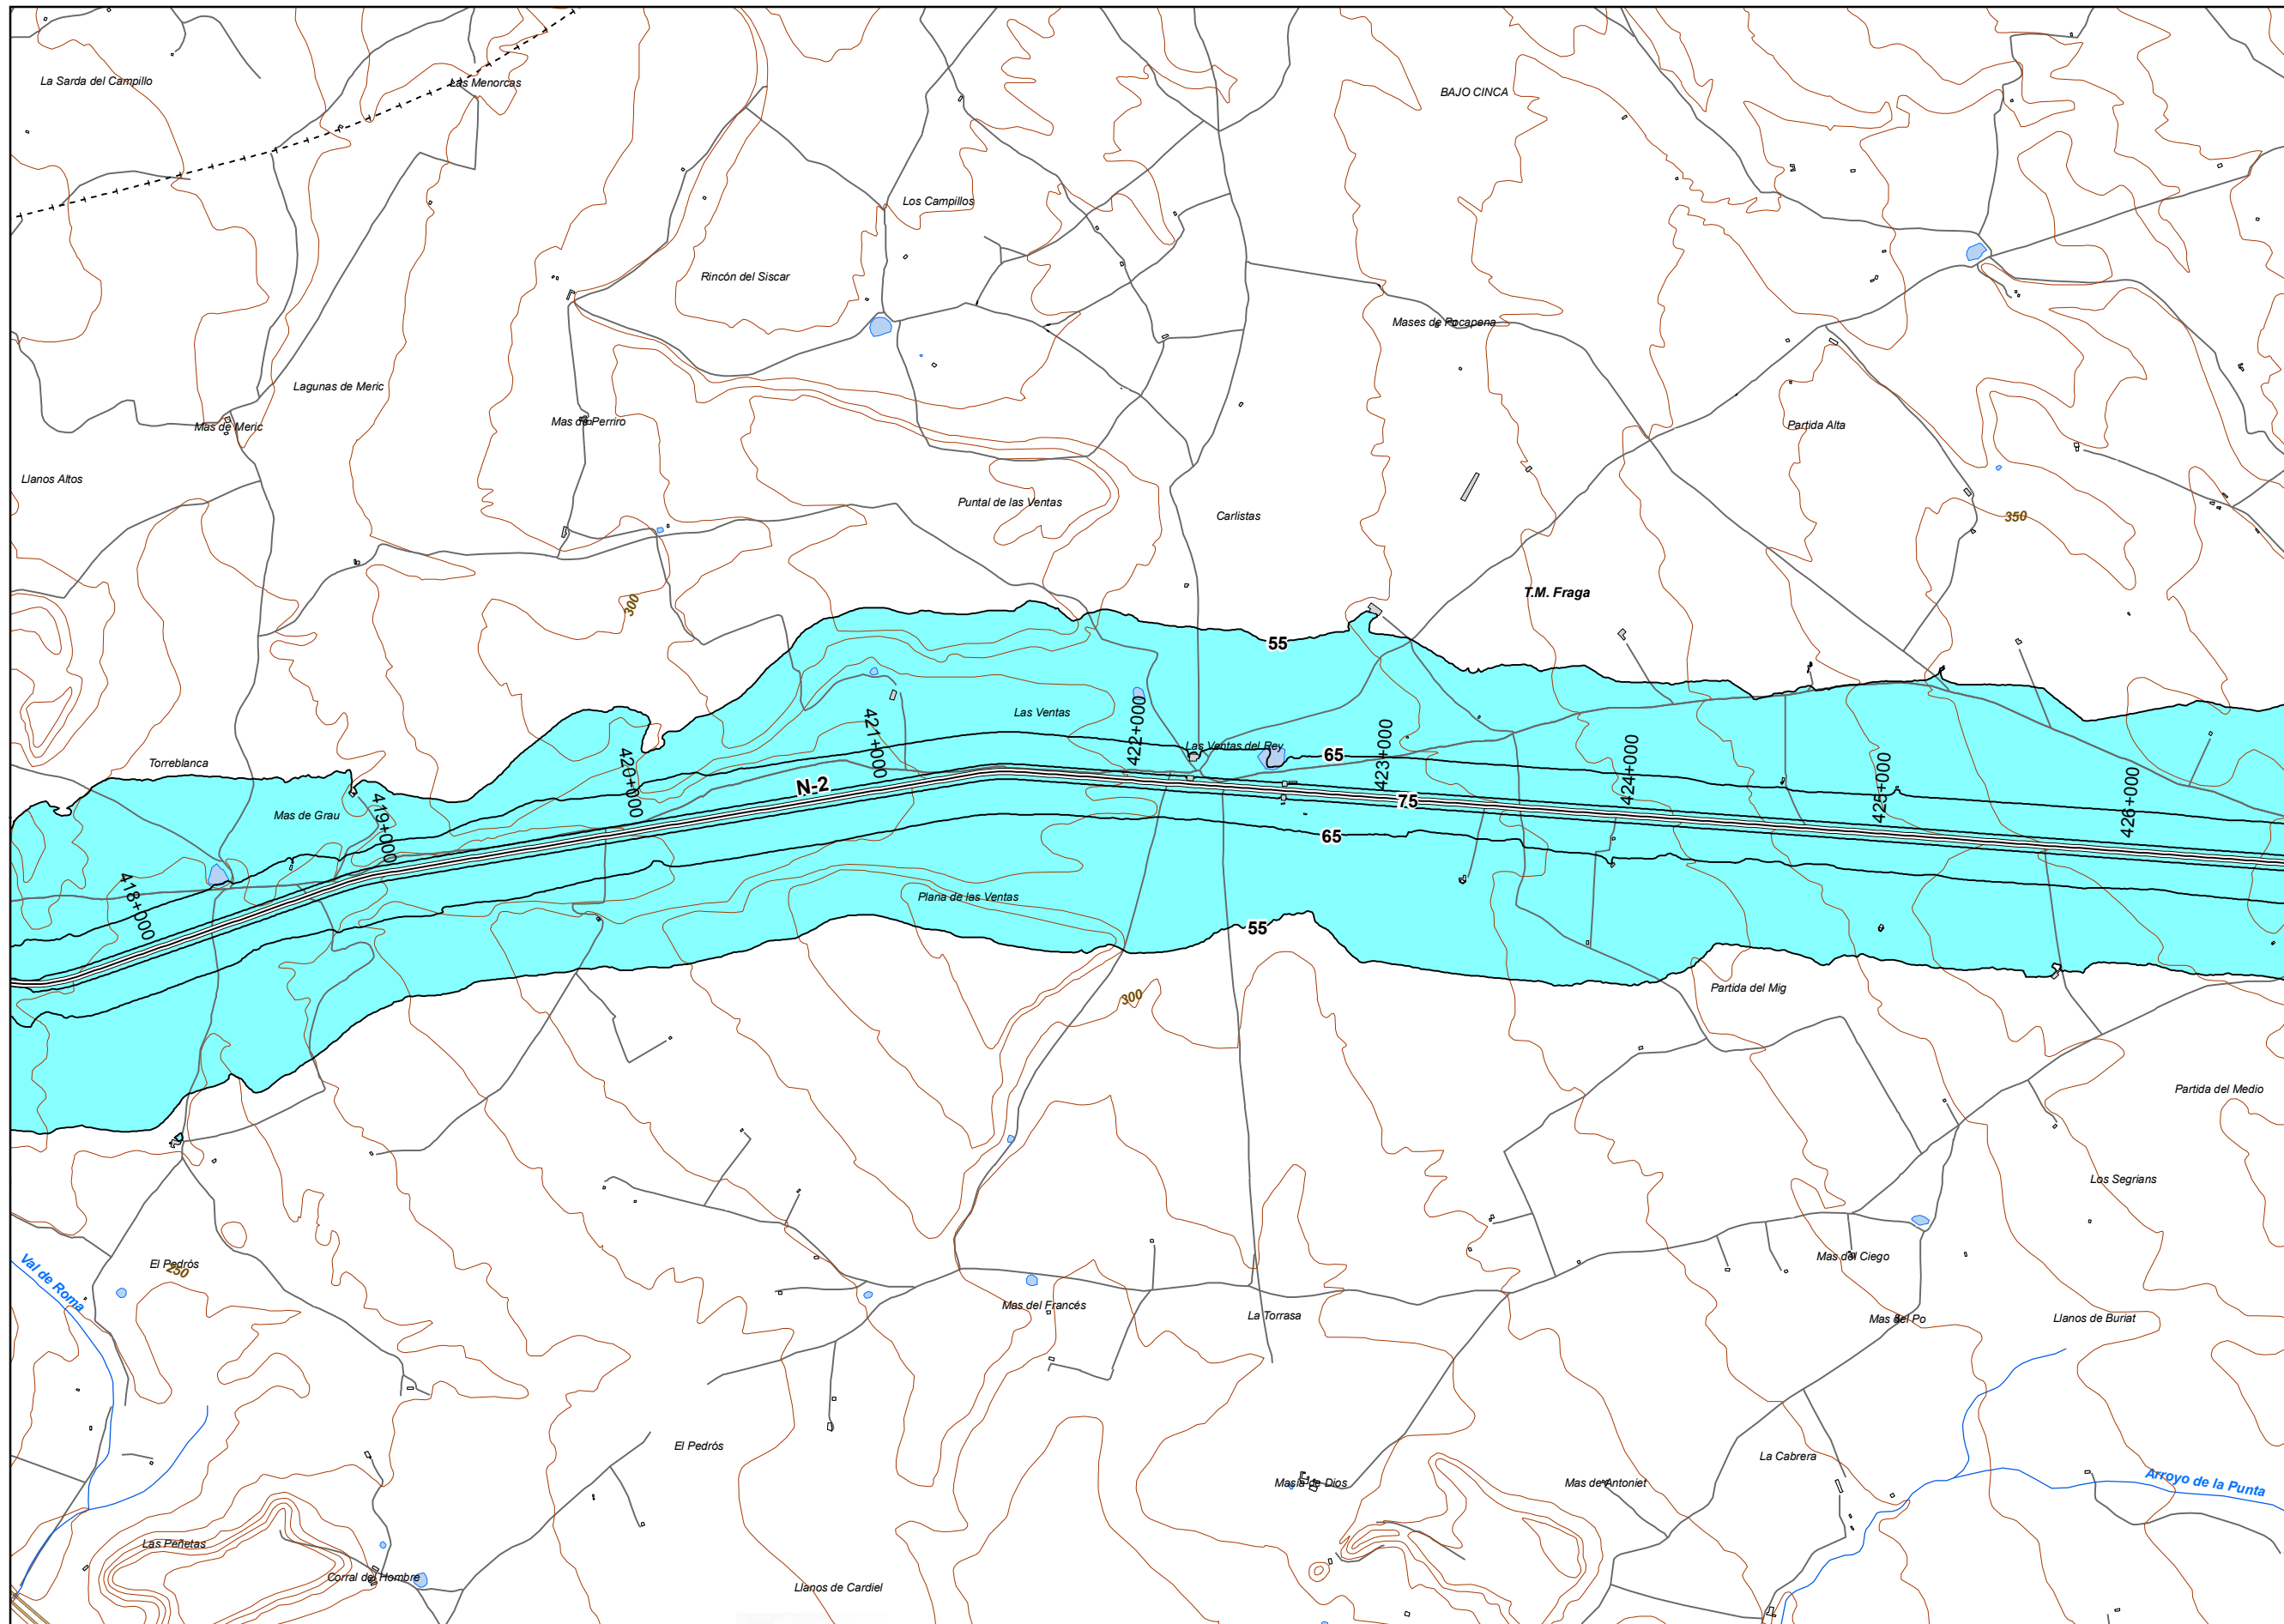 La Sarda del Campillo
Las Menorcas
BAJO CINCA
Los Campillos
Rincón del Siscar
Mases de Pocapena
Lagunas de Meric
Mas de Meric
Mas de Perriro
Partida Alta
Llanos Altos
Puntal de las Ventas
Carlistas
350
T.M. Fraga
300
55
Las Ventas
421+000
422+000
Las Ventas del Rey
65
423+000
424+000
425+000
426+000
Torreblanca
420+000
N-2
75
Mas de Grau
419+000
65
418+000
Plana de las Ventas
55
Partida del Mig
300
Partida del Medio
Los Segrians
Val de Roma
El Pedrós
250
Mas del Ciego
Mas del Francés
La Torrasa
Mas del Po
Llanos de Buriat
El Pedrós
La Cabrera
Masía de Dios
Mas de Antoniet
Arroyo de la Punta
Las Peñetas
Corral del Hombre
Llanos de Cardiel